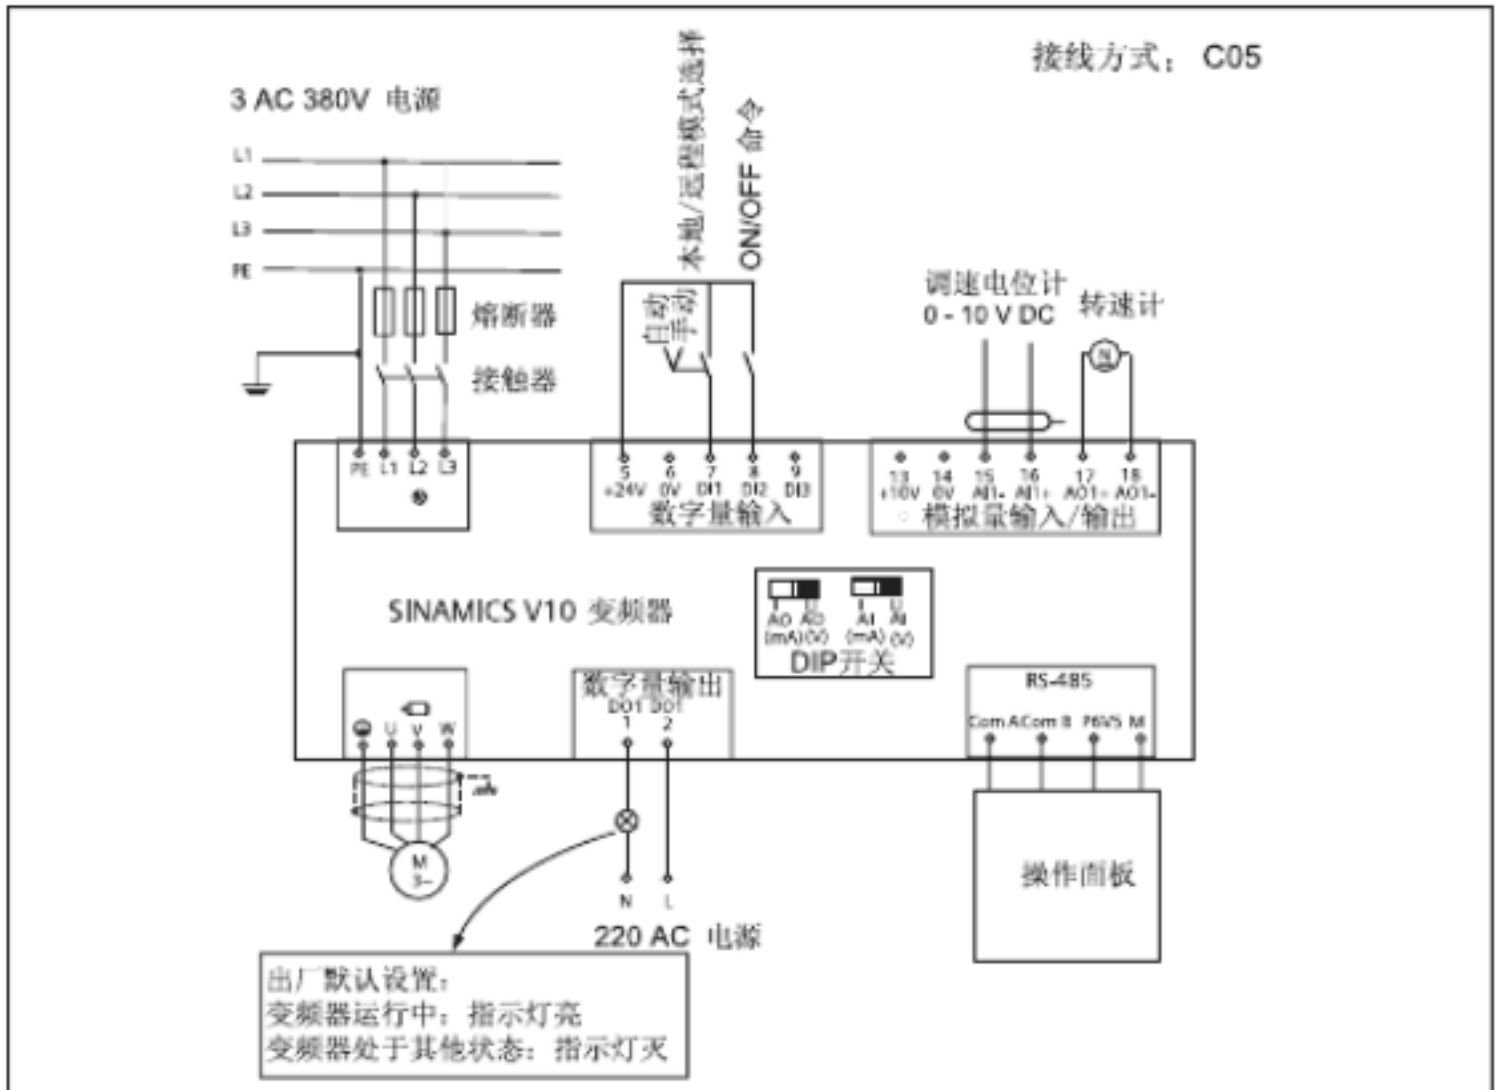 接线方式： C05
3 AC 380V 电源
本地/远程模式选择
ON/OFF 命令
L1
L2
L3
PE
自动
手动
调速电位计
0 - 10 V DC
转速计
N
熔断器
接触器
PE L1 L2 L3
5 6 7 8 9
+24V 0V DI1 DI2 DI3
数字量输入
13 14 15 16 17 18
+10V 0V AI1- AI1+ AO1+ AO1-
模拟量输入/输出
SINAMICS V10 变频器
I U I U
AO AO AI AI
(mA) (V) (mA) (V)
DIP开关
数字量输出
DO1 DO1
1 2
RS-485
Com A Com B P6V5 M
U V W
M
3~
操作面板
N L
220 AC 电源
出厂默认设置：
变频器运行中：指示灯亮
变频器处于其他状态：指示灯灭